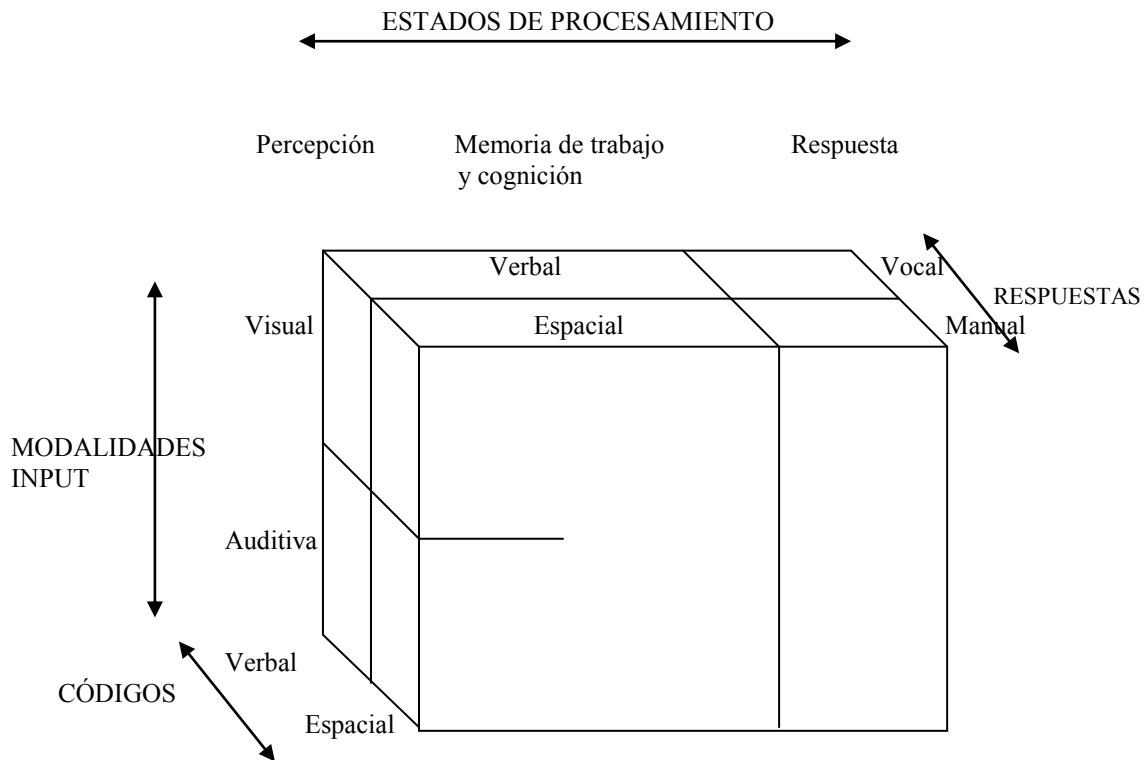 ESTADOS DE PROCESAMIENTO
Percepción
Memoria de trabajo
y cognición
Respuesta
Verbal
Vocal
RESPUESTAS
Visual
Espacial
Manual
MODALIDADES
INPUT
Auditiva
Verbal
CÓDIGOS
Espacial